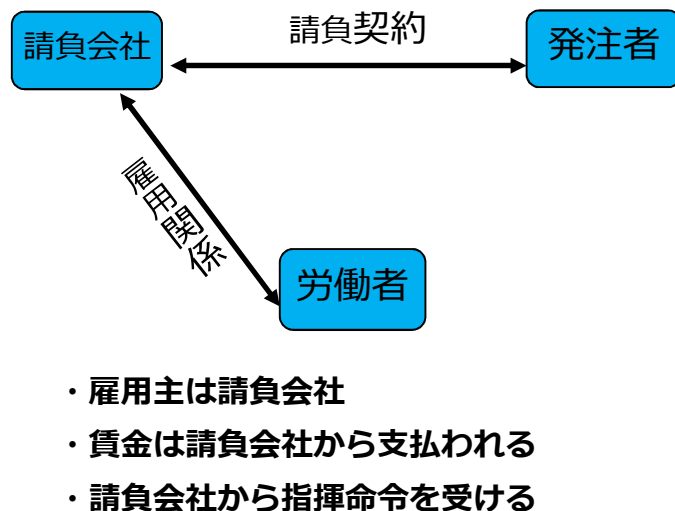 請負会社
請負契約
発注者
雇用関係
労働者
・雇用主は請負会社
・賃金は請負会社から支払われる
・請負会社から指揮命令を受ける